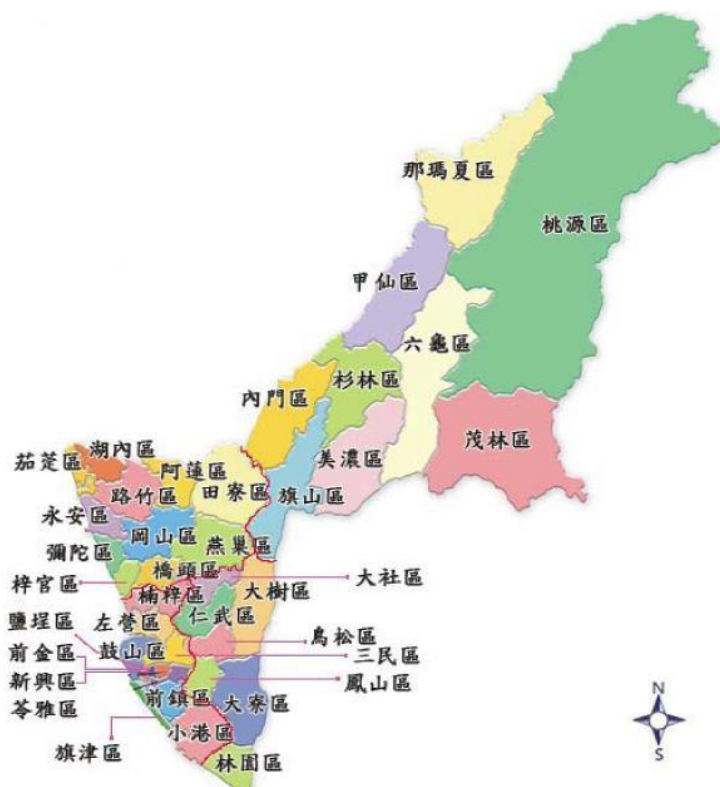 那瑪夏區
桃源區
甲仙區
六龜區
杉林區
內門區
茂林區
美濃區
湖內區
茄萣區
阿蓮區
田寮區
旗山區
路竹區
永安區
岡山區
燕巢區
彌陀區
橋頭區
大社區
梓官區
楠梓區
大樹區
仁武區
鹽埕區
左營區
鳥松區
前金區
鼓山區
三民區
新興區
鳳山區
苓雅區
前鎮區
大寮區
小港區
旗津區
林園區
N
S